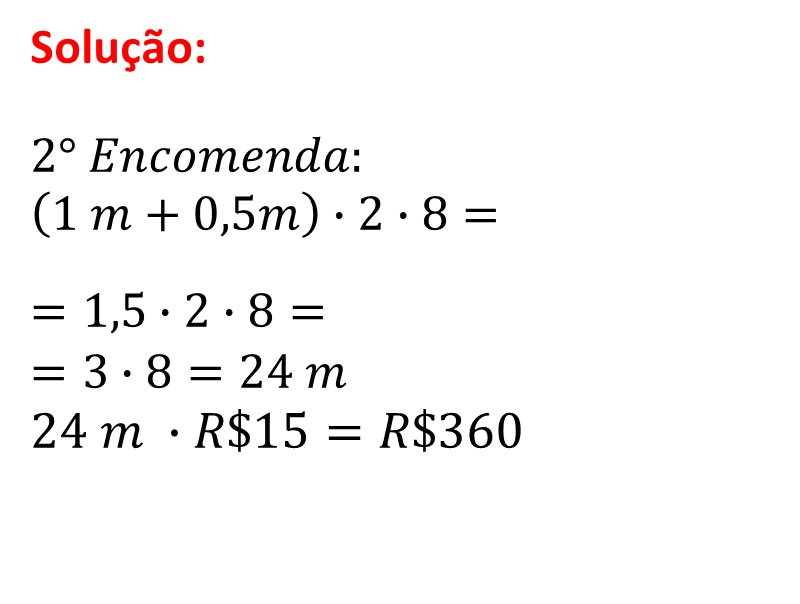 Solução:
2° Encomenda:
(1 m + 0,5m) · 2 · 8 =
= 1,5 · 2 · 8 =
= 3 · 8 = 24 m
24 m · R$15 = R$360